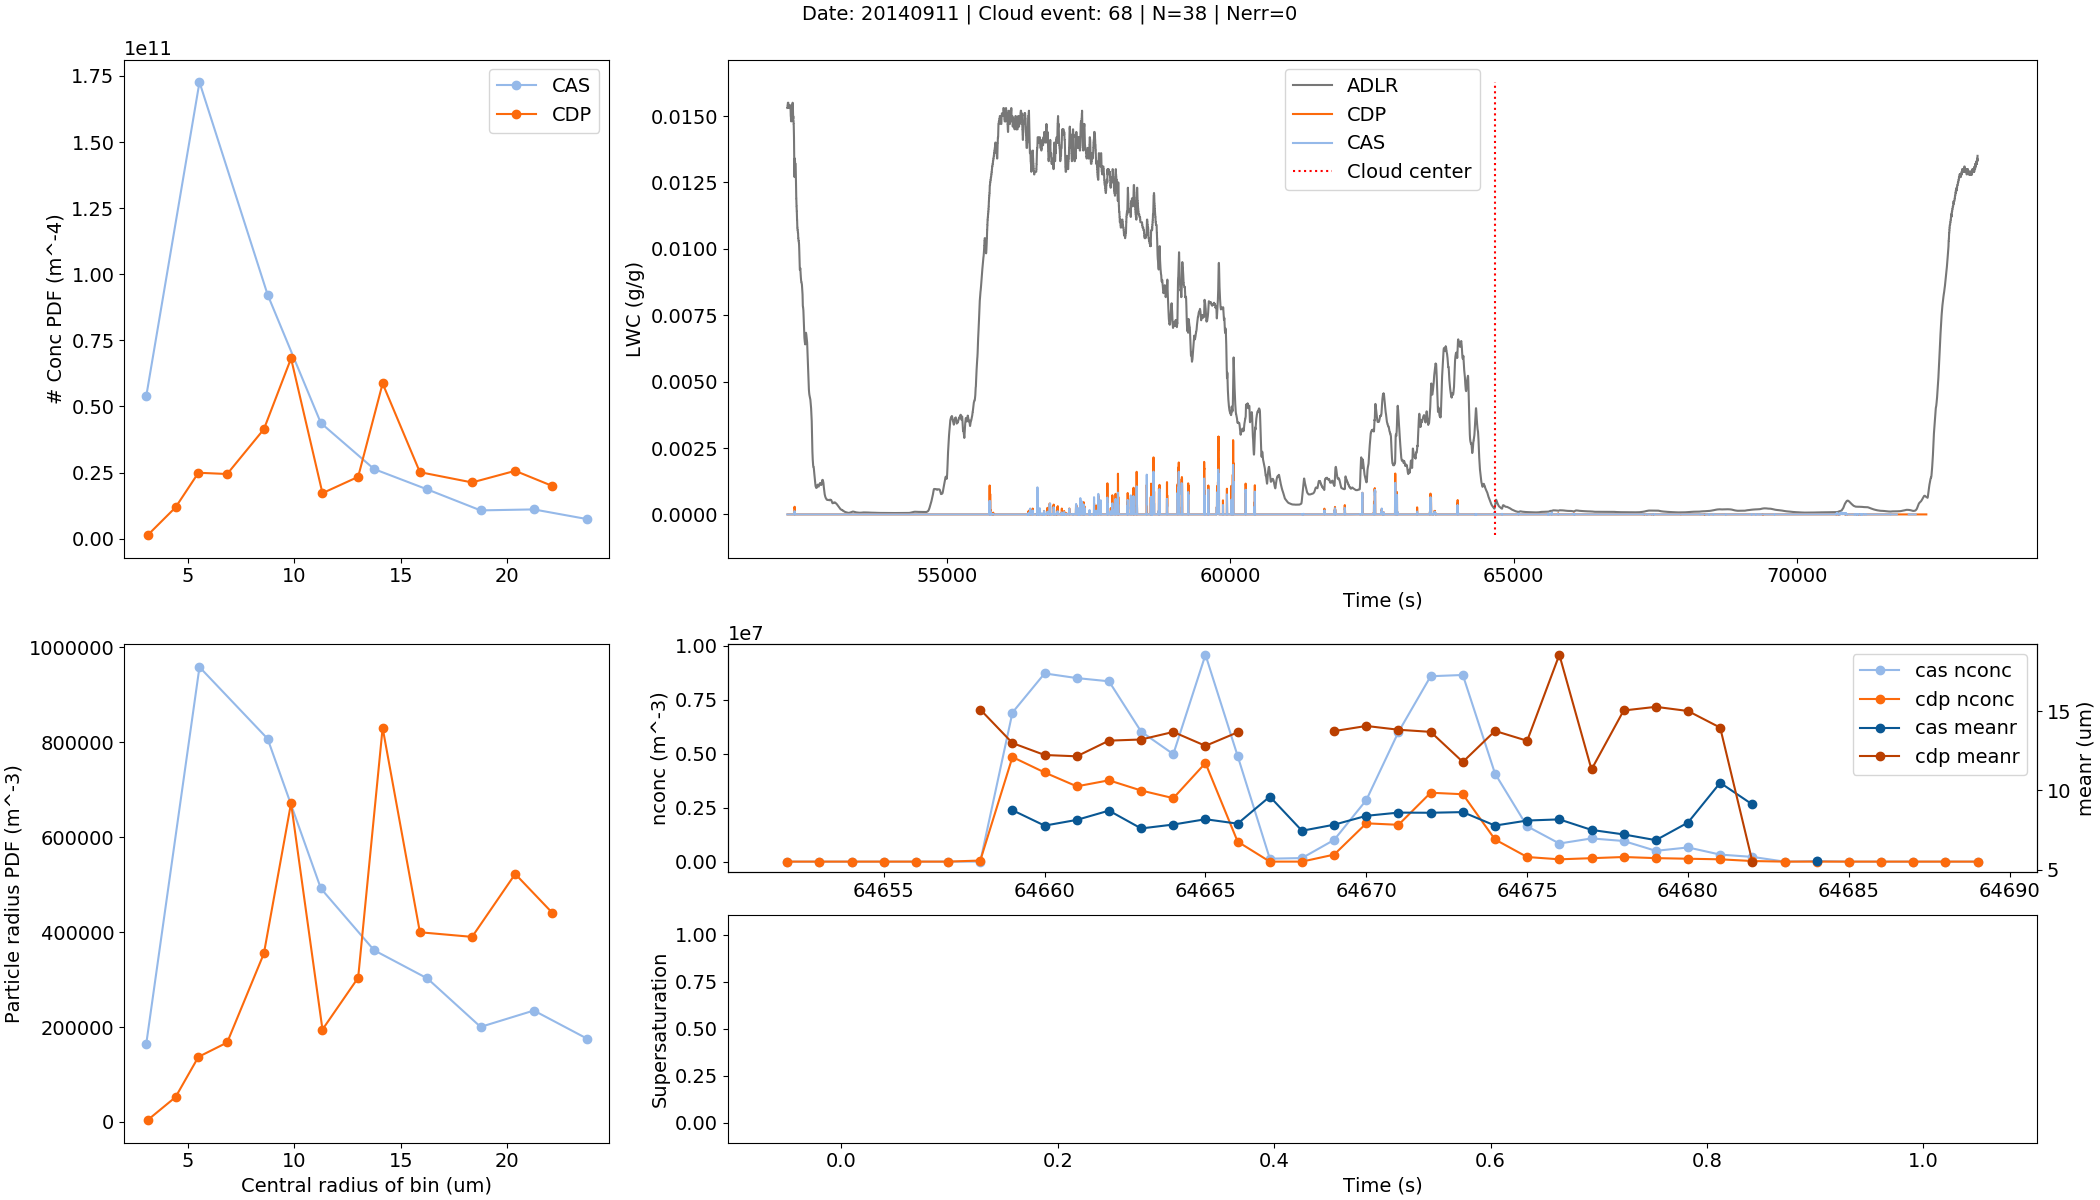 Date: 20140911 | Cloud event: 68 | N=38 | Nerr=0
1e11
1.75
1.50
1.25
1.00
0.75
0.50
0.25
0.00
# Conc PDF (m^-4)
5 10 15 20
CAS
CDP
0.0150
0.0125
0.0100
0.0075
0.0050
0.0025
0.0000
LWC (g/g)
ADLR
CDP
CAS
Cloud center
55000 60000 65000 70000
Time (s)
1000000
800000
600000
400000
200000
0
Particle radius PDF (m^-3)
5 10 15 20
Central radius of bin (um)
1e7
1.00
0.75
0.50
0.25
0.00
nconc (m^-3)
cas nconc
cdp nconc
cas meanr
cdp meanr
15
10
5
meanr (um)
64655 64660 64665 64670 64675 64680 64685 64690
1.00
0.75
0.50
0.25
0.00
Supersaturation
0.0 0.2 0.4 0.6 0.8 1.0
Time (s)